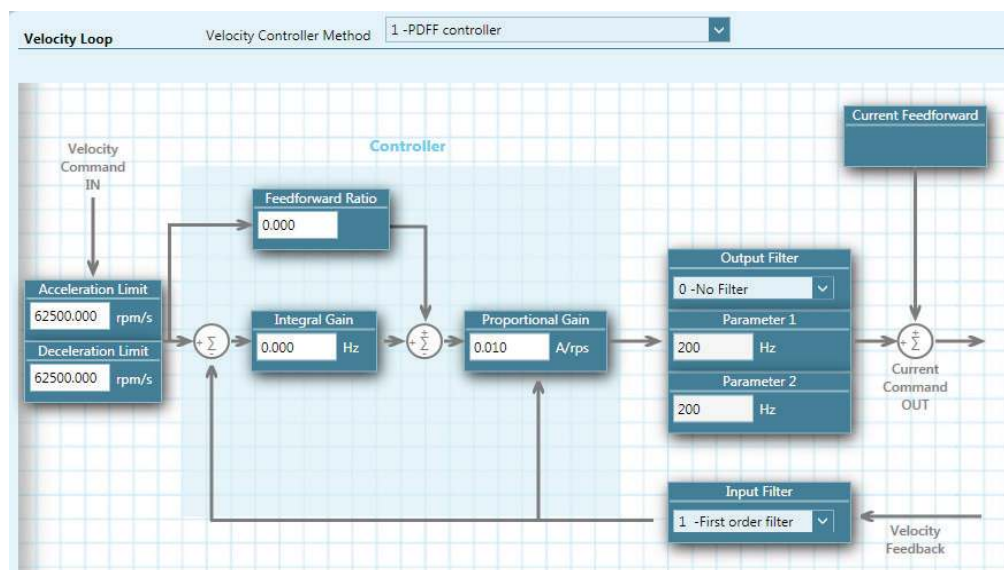 Velocity Loop
Velocity Controller Method
1 -PDFF controller
Current Feedforward
Velocity
Command
IN
Controller
Feedforward Ratio
0.000
Acceleration Limit
62500.000 rpm/s
Deceleration Limit
62500.000 rpm/s
+ Σ -
Integral Gain
0.000 Hz
+ Σ ± -
Proportional Gain
0.010 A/rps
Output Filter
0 -No Filter
Parameter 1
200 Hz
Parameter 2
200 Hz
+ Σ ±
Current
Command
OUT
Input Filter
1 -First order filter
Velocity
Feedback